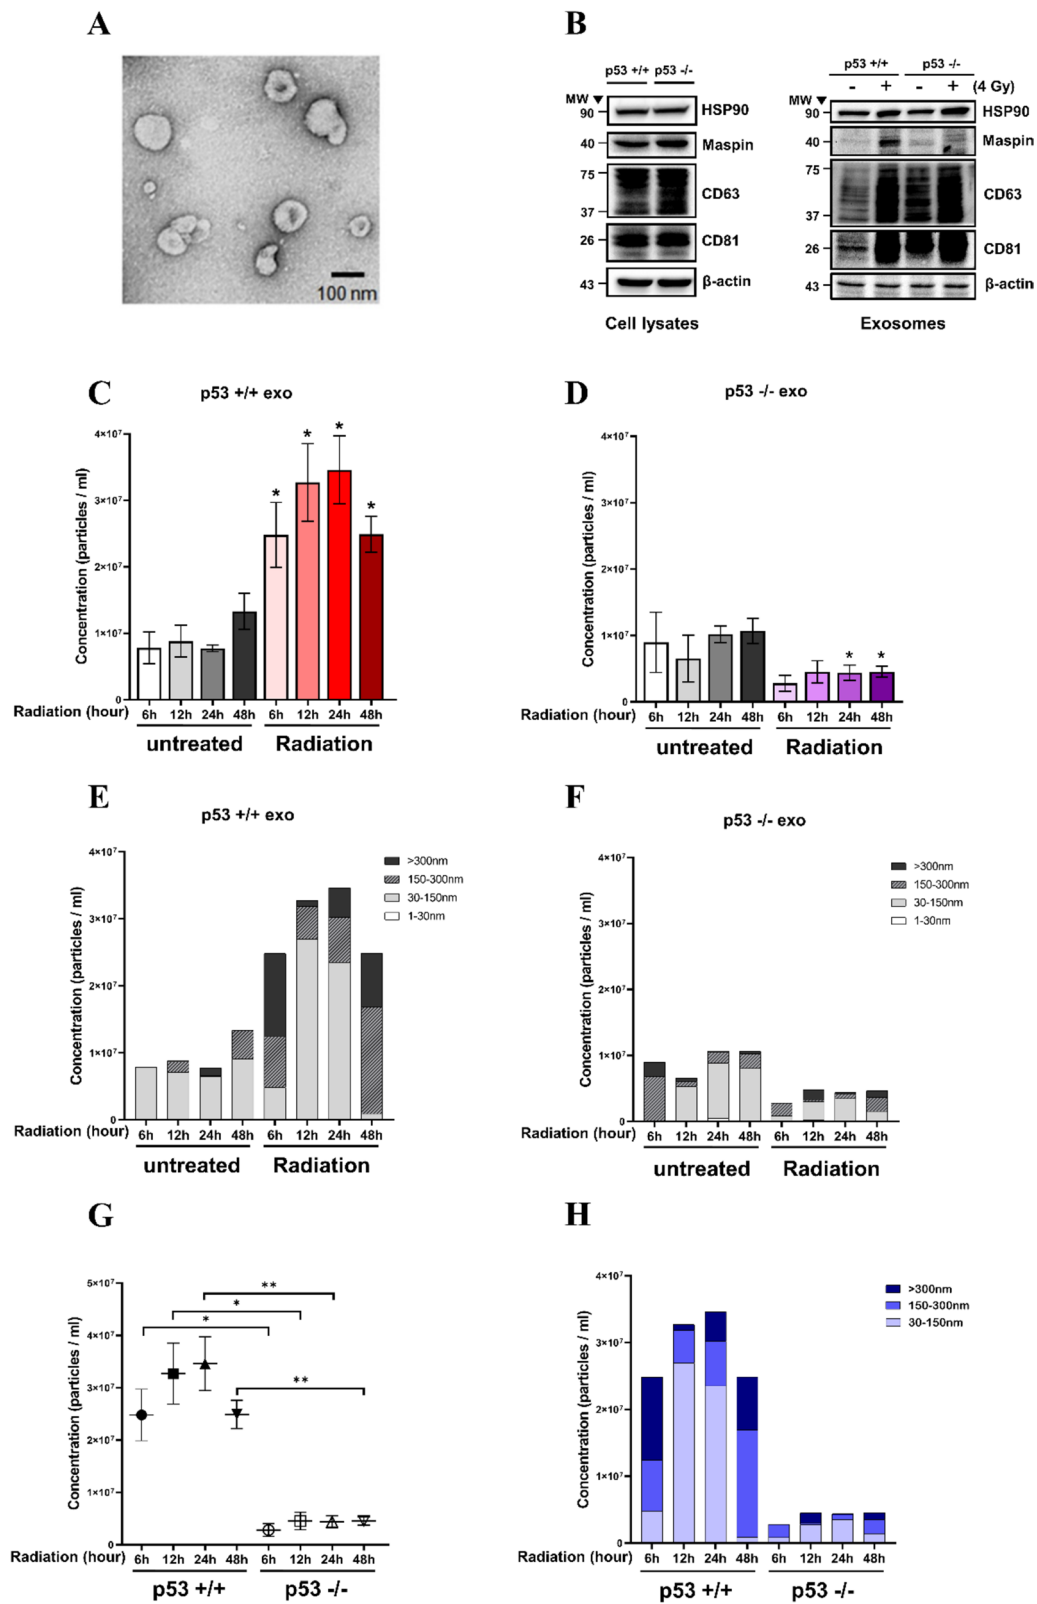 A
100 nm
B
p53 +/+ p53 -/-
MW
90 HSP90
40 Maspin
75
CD63
37
26 CD81
43 β-actin
Cell lysates
p53 +/+ p53 -/-
- + - + (4 Gy)
MW
90 HSP90
40 Maspin
75
CD63
37
26 CD81
43 β-actin
Exosomes
C
p53 +/+ exo
Concentration (particles / ml)
4×10⁷
3×10⁷
2×10⁷
1×10⁷
0
* * * *
Radiation (hour) 6h 12h 24h 48h 6h 12h 24h 48h
untreated Radiation
D
p53 -/- exo
Concentration (particles / ml)
4×10⁷
3×10⁷
2×10⁷
1×10⁷
0
* *
Radiation (hour) 6h 12h 24h 48h 6h 12h 24h 48h
untreated Radiation
E
p53 +/+ exo
Concentration (particles / ml)
4×10⁷
3×10⁷
2×10⁷
1×10⁷
0
>300nm
150-300nm
30-150nm
1-30nm
Radiation (hour) 6h 12h 24h 48h 6h 12h 24h 48h
untreated Radiation
F
p53 -/- exo
Concentration (particles / ml)
4×10⁷
3×10⁷
2×10⁷
1×10⁷
0
>300nm
150-300nm
30-150nm
1-30nm
Radiation (hour) 6h 12h 24h 48h 6h 12h 24h 48h
untreated Radiation
G
Concentration (particles / ml)
5×10⁷
4×10⁷
3×10⁷
2×10⁷
1×10⁷
0
**
*
*
**
Radiation (hour) 6h 12h 24h 48h 6h 12h 24h 48h
p53 +/+ p53 -/-
H
Concentration (particles / ml)
4×10⁷
3×10⁷
2×10⁷
1×10⁷
0
>300nm
150-300nm
30-150nm
Radiation (hour) 6h 12h 24h 48h 6h 12h 24h 48h
p53 +/+ p53 -/-